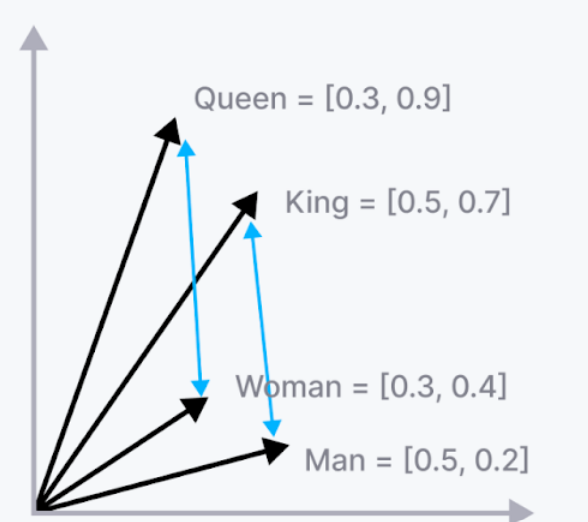 Queen = [0.3, 0.9]
King = [0.5, 0.7]
Woman = [0.3, 0.4]
Man = [0.5, 0.2]